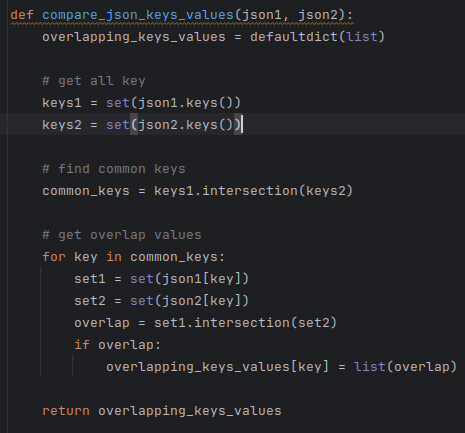 def compare_json_keys_values(json1, json2):
    overlapping_keys_values = defaultdict(list)
    # get all key
    keys1 = set(json1.keys())
    keys2 = set(json2.keys())
    # find common keys
    common_keys = keys1.intersection(keys2)
    # get overlap values
    for key in common_keys:
        set1 = set(json1[key])
        set2 = set(json2[key])
        overlap = set1.intersection(set2)
        if overlap:
            overlapping_keys_values[key] = list(overlap)
    return overlapping_keys_values